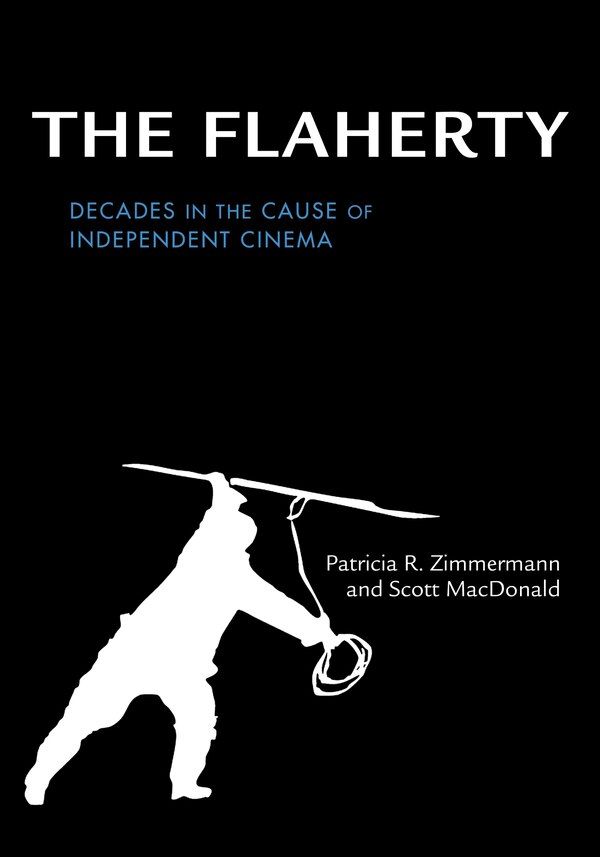 THE FLAHERTY
DECADES IN THE CAUSE OF
INDEPENDENT CINEMA
Patricia R. Zimmermann
and Scott MacDonald